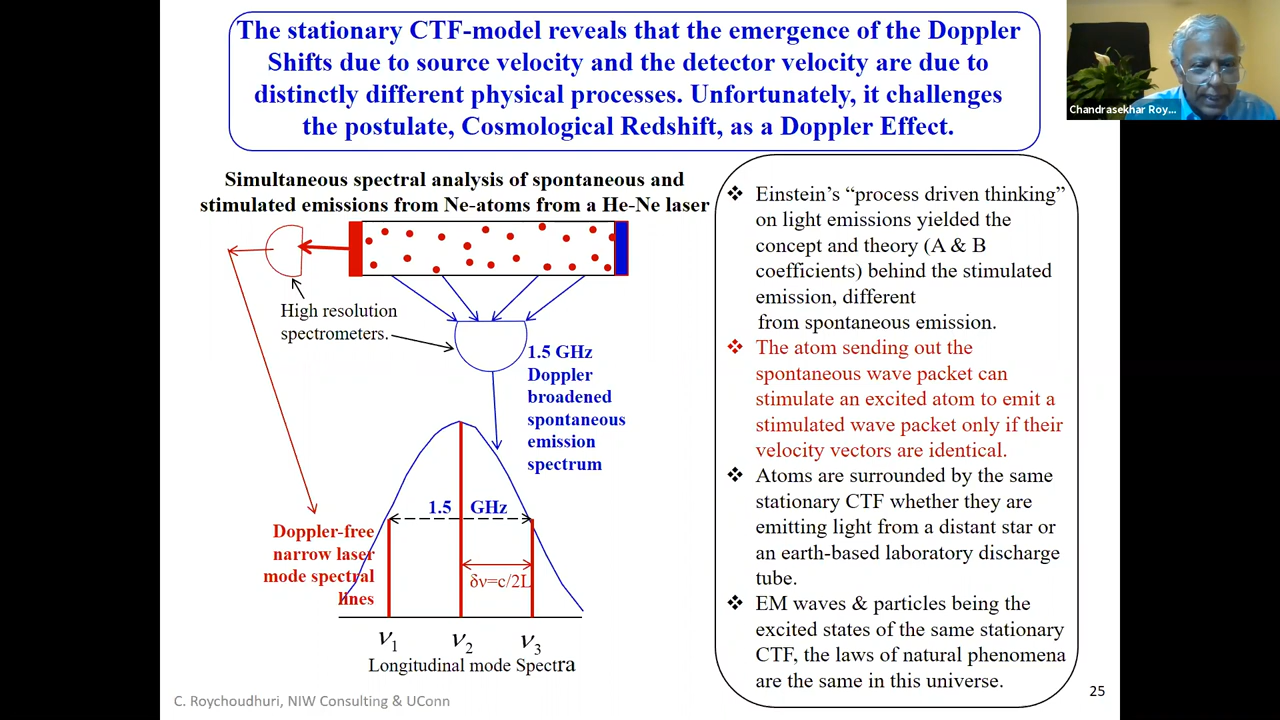 The stationary CTF-model reveals that the emergence of the Doppler
Shifts due to source velocity and the detector velocity are due to
distinctly different physical processes. Unfortunately, it challenges
the postulate, Cosmological Redshift, as a Doppler Effect.
Chandrasekhar Roy...
Simultaneous spectral analysis of spontaneous and
stimulated emissions from Ne-atoms from a He-Ne laser
High resolution
spectrometers.
1.5 GHz
Doppler
broadened
spontaneous
emission
spectrum
1.5 GHz
Doppler-free
narrow laser
mode spectral
lines
δν=c/2L
ν1 ν2 ν3
Longitudinal mode Spectra
❖ Einstein's “process driven thinking”
on light emissions yielded the
concept and theory (A & B
coefficients) behind the stimulated
emission, different
from spontaneous emission.
❖ The atom sending out the
spontaneous wave packet can
stimulate an excited atom to emit a
stimulated wave packet only if their
velocity vectors are identical.
❖ Atoms are surrounded by the same
stationary CTF whether they are
emitting light from a distant star or
an earth-based laboratory discharge
tube.
❖ EM waves & particles being the
excited states of the same stationary
CTF, the laws of natural phenomena
are the same in this universe.
C. Roychoudhuri, NIW Consulting & UConn
25